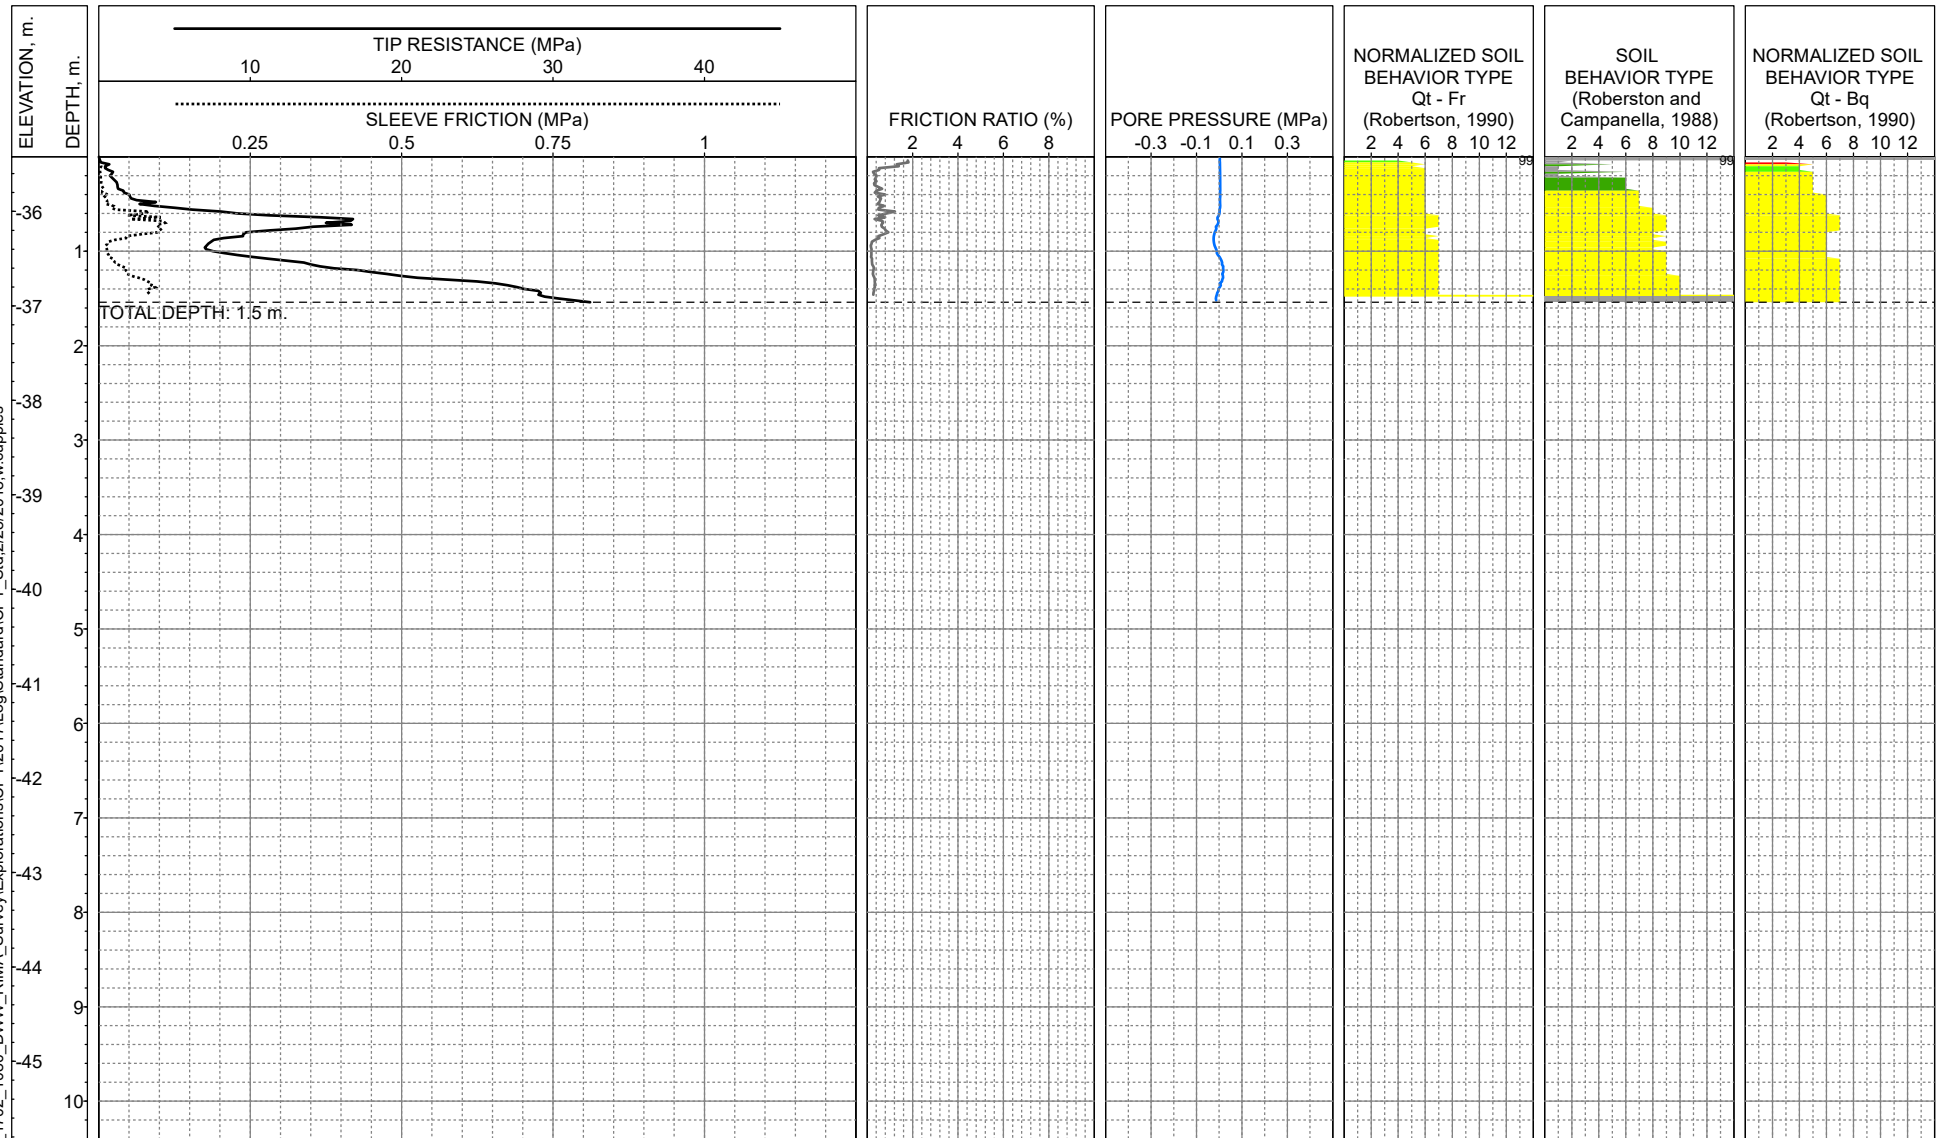 ELEVATION, m.
DEPTH, m.
TIP RESISTANCE (MPa)
10 20 30 40
SLEEVE FRICTION (MPa)
0.25 0.5 0.75 1
FRICTION RATIO (%)
2 4 6 8
PORE PRESSURE (MPa)
-0.3 -0.1 0.1 0.3
NORMALIZED SOIL
BEHAVIOR TYPE
Qt - Fr
(Robertson, 1990)
2 4 6 8 10 12
99
SOIL
BEHAVIOR TYPE
(Roberston and
Campanella, 1988)
2 4 6 8 10 12
99
NORMALIZED SOIL
BEHAVIOR TYPE
Qt - Bq
(Robertson, 1990)
2 4 6 8 10 12
-36
1
-37
TOTAL DEPTH: 1.5 m.
2
-38
3
-39
4
-40
5
-41
6
-42
7
-43
8
-44
9
-45
10